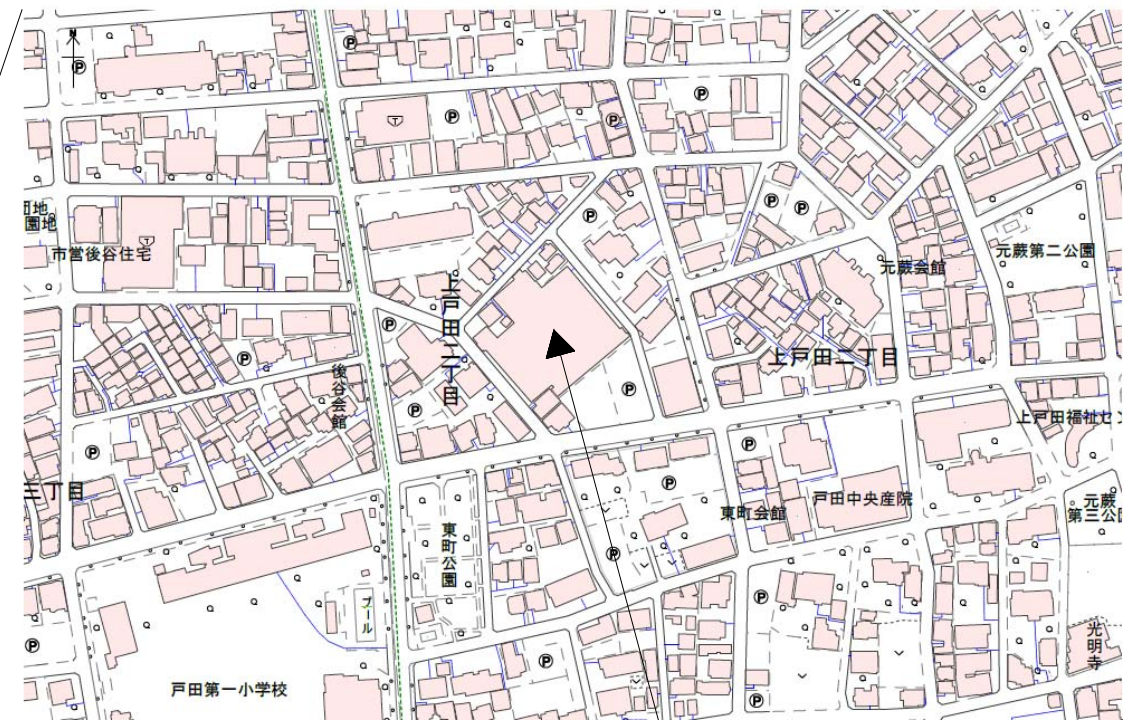 N
団地
園地
市営後谷住宅
上戸田二丁目
元蕨第二公園
元蕨会館
上戸田二丁目
後谷会館
上戸田福祉セン
三丁目
戸田中央産院
東町会館
元蕨
第三公園
東町公園
プール
光明寺
戸田第一小学校